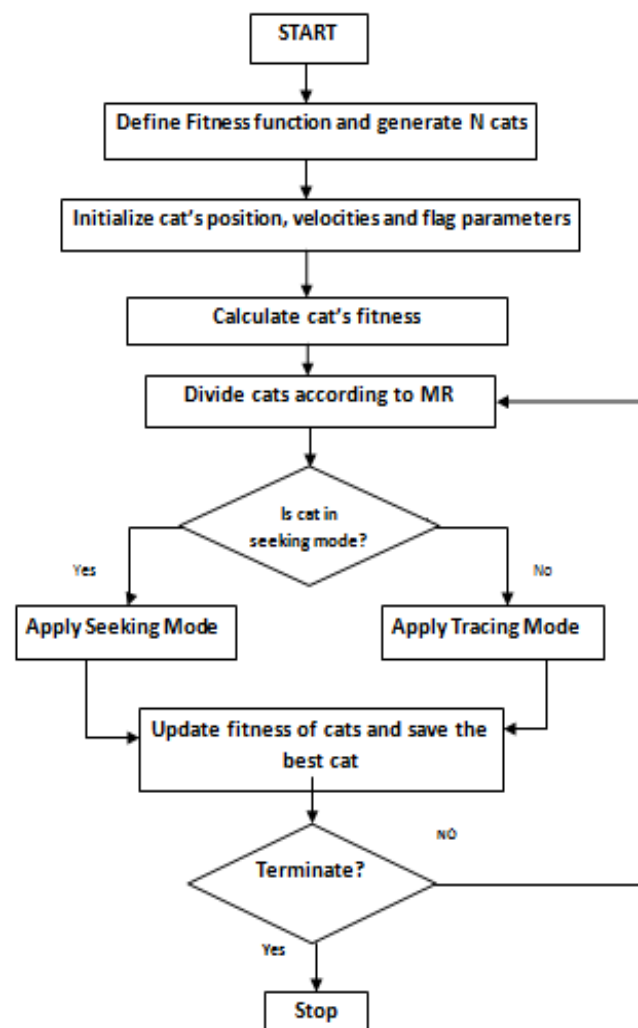 START
Define Fitness function and generate N cats
Initialize cat's position, velocities and flag parameters
Calculate cat's fitness
Divide cats according to MR
Is cat in
seeking mode?
Yes
No
Apply Seeking Mode
Apply Tracing Mode
Update fitness of cats and save the
best cat
NO
Terminate?
Yes
Stop